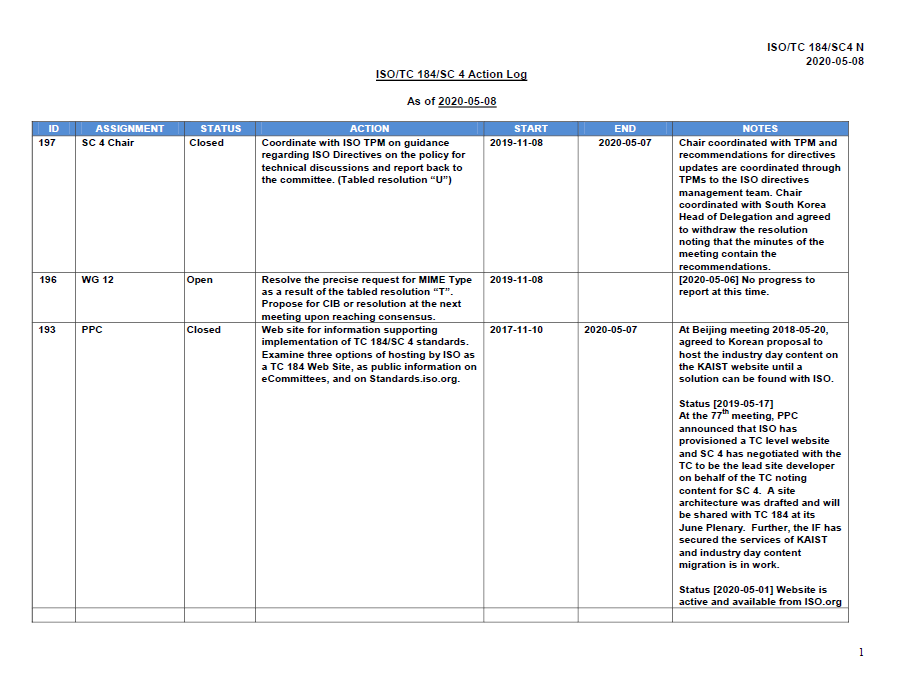 ISO/TC 184/SC4 N
2020-05-08
ISO/TC 184/SC 4 Action Log
As of 2020-05-08
ID ASSIGNMENT STATUS ACTION START END NOTES
197 SC 4 Chair Closed Coordinate with ISO TPM on guidance 2019-11-08 2020-05-07 Chair coordinated with TPM and
regarding ISO Directives on the policy for recommendations for directives
technical discussions and report back to updates are coordinated through
the committee. (Tabled resolution “U”) TPMs to the ISO directives
management team. Chair
coordinated with South Korea
Head of Delegation and agreed
to withdraw the resolution
noting that the minutes of the
meeting contain the
recommendations.
196 WG 12 Open Resolve the precise request for MIME Type 2019-11-08 [2020-05-06] No progress to
as a result of the tabled resolution “T”. report at this time.
Propose for CIB or resolution at the next
meeting upon reaching consensus.
193 PPC Closed Web site for information supporting 2017-11-10 2020-05-07 At Beijing meeting 2018-05-20,
implementation of TC 184/SC 4 standards. agreed to Korean proposal to
Examine three options of hosting by ISO as host the industry day content on
a TC 184 Web Site, as public information on the KAIST website until a
eCommittees, and on Standards.iso.org. solution can be found with ISO.
Status [2019-05-17]
At the 77th meeting, PPC
announced that ISO has
provisioned a TC level website
and SC 4 has negotiated with the
TC to be the lead site developer
on behalf of the TC noting
content for SC 4. A site
architecture was drafted and will
be shared with TC 184 at its
June Plenary. Further, the IF has
secured the services of KAIST
and industry day content
migration is in work.
Status [2020-05-01] Website is
active and available from ISO.org
1